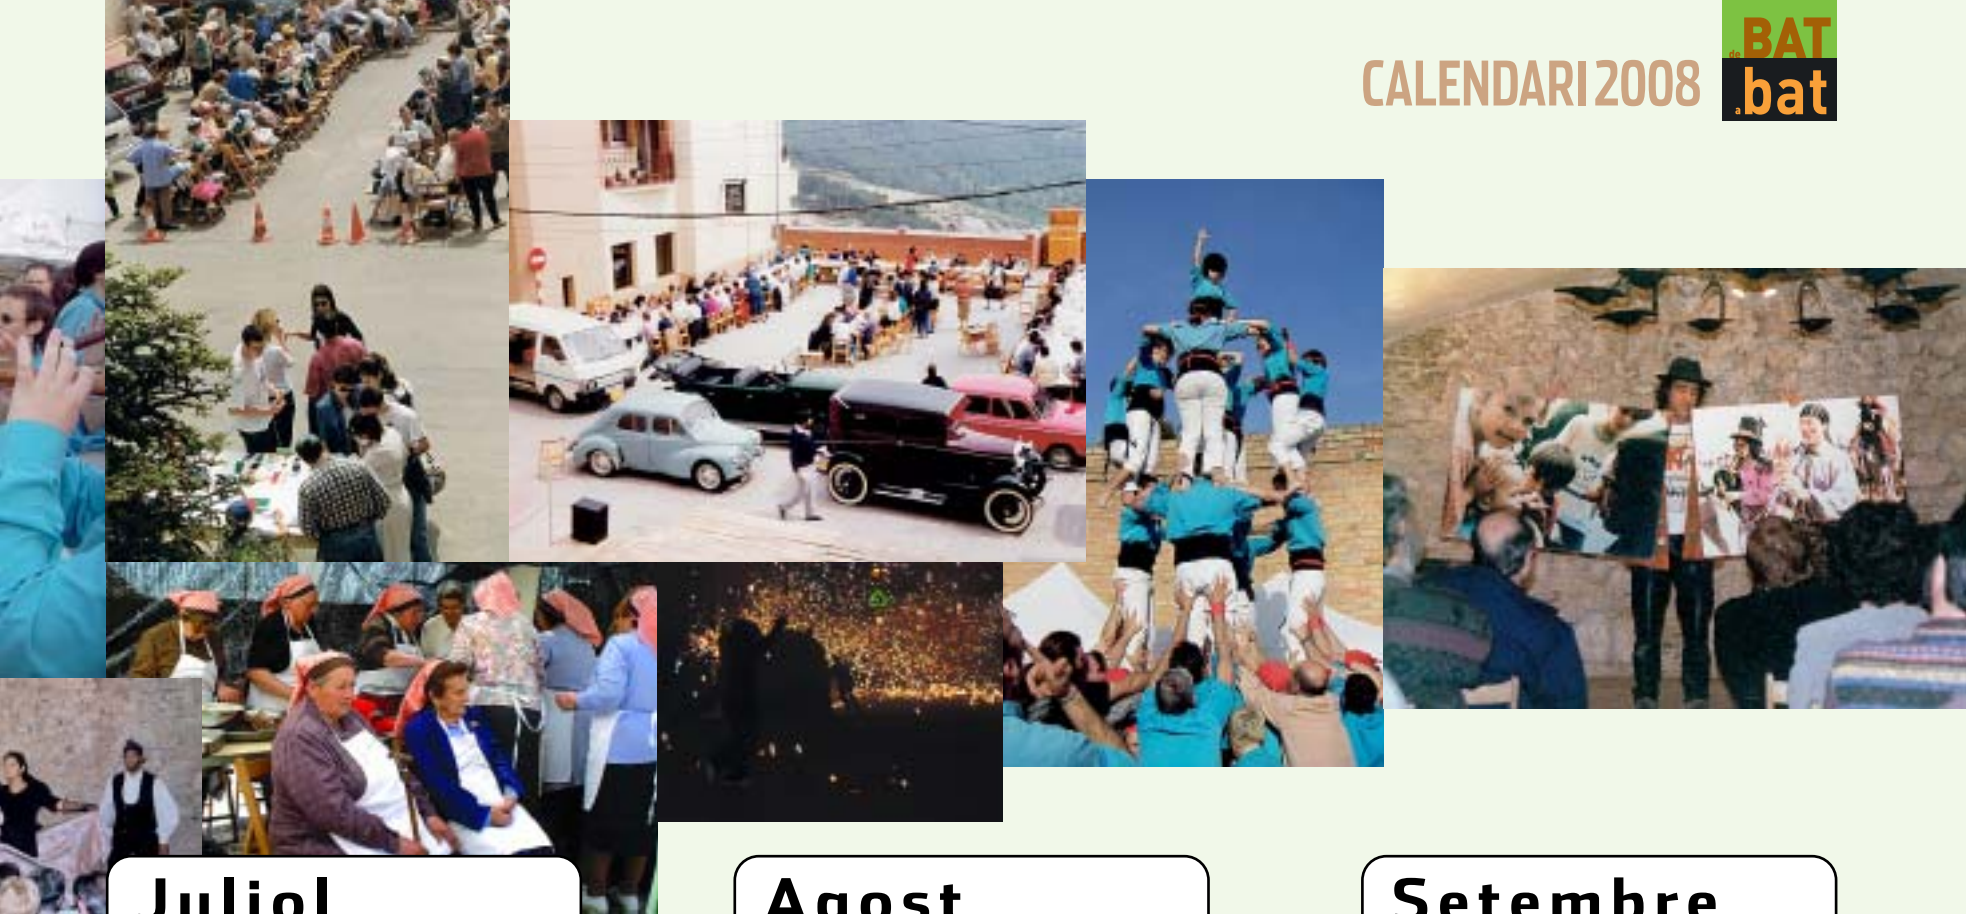 CALENDARI 2008
de BAT
a bat
Juliol
Agost
Setembre